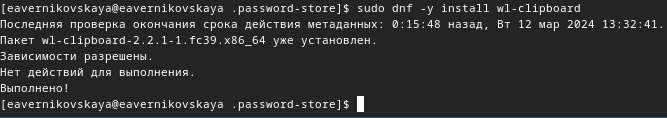 [eavernikovskaya@eavernikovskaya .password-store]$ sudo dnf -y install wl-clipboard
Последняя проверка окончания срока действия метаданных: 0:15:48 назад, Вт 12 мар 2024 13:32:41.
Пакет wl-clipboard-2.2.1-1.fc39.x86_64 уже установлен.
Зависимости разрешены.
Нет действий для выполнения.
Выполнено!
[eavernikovskaya@eavernikovskaya .password-store]$